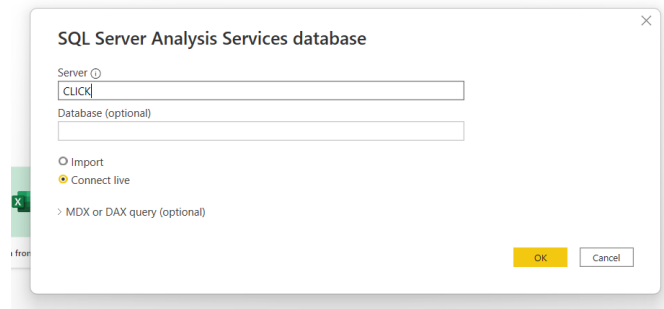 SQL Server Analysis Services database
Server
CLICK
Database (optional)
Import
Connect live
MDX or DAX query (optional)
from
OK Cancel